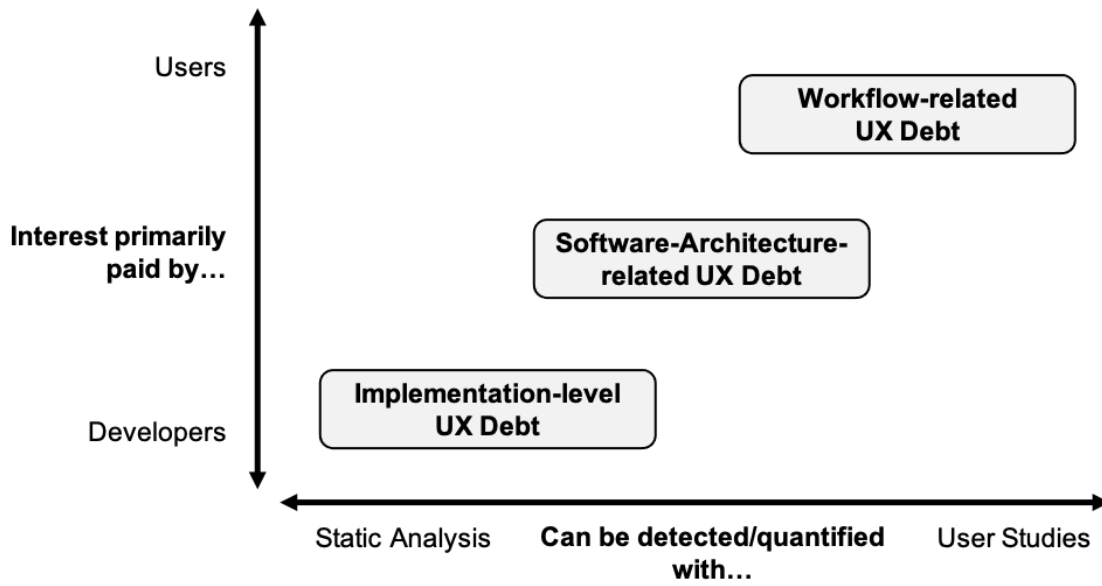 Users
Workflow-related
UX Debt
Interest primarily
paid by…
Software-Architecture-
related UX Debt
Implementation-level
UX Debt
Developers
Static Analysis
Can be detected/quantified
with…
User Studies